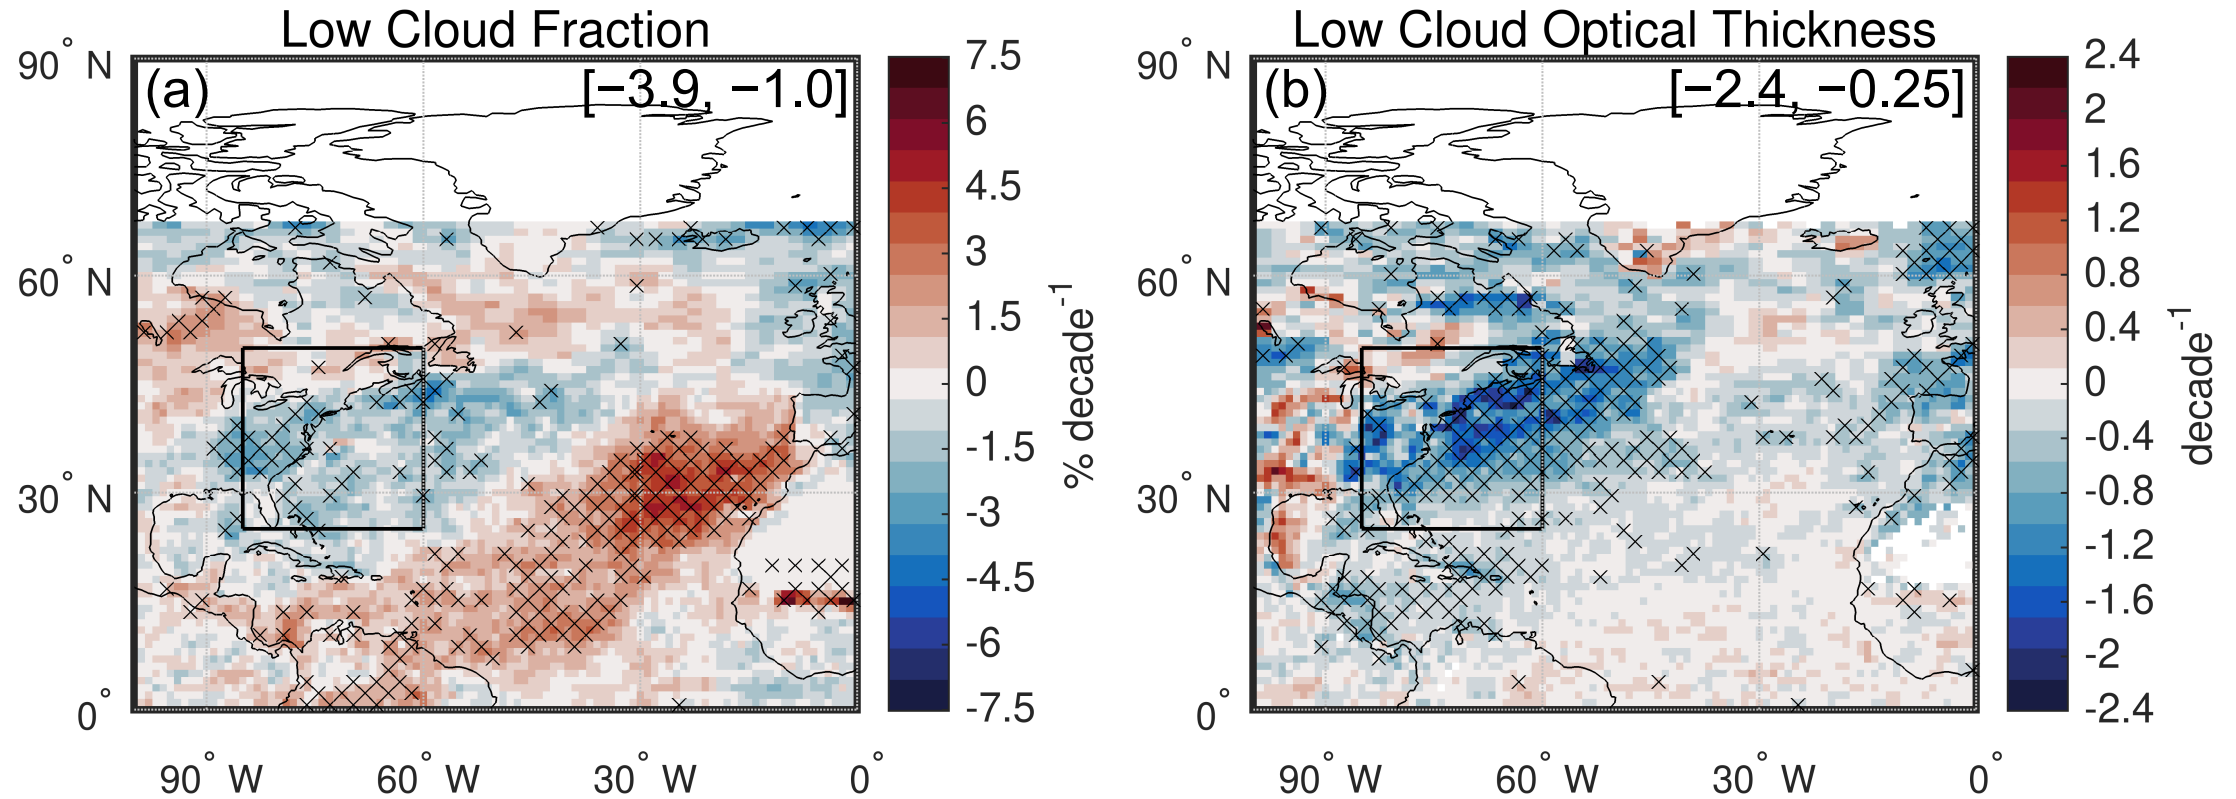 Low Cloud Fraction
(a)
[−3.9, −1.0]
90° N
60° N
30° N
0°
90° W
60° W
30° W
0°
7.5
6
4.5
3
1.5
0
-1.5
-3
-4.5
-6
-7.5
% decade-1
Low Cloud Optical Thickness
(b)
[−2.4, −0.25]
90° N
60° N
30° N
0°
90° W
60° W
30° W
0°
2.4
2
1.6
1.2
0.8
0.4
0
-0.4
-0.8
-1.2
-1.6
-2
-2.4
decade-1